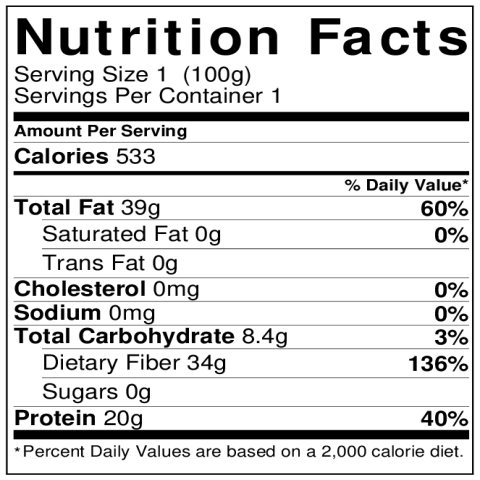 Nutrition Facts
Serving Size 1 (100g)
Servings Per Container 1
Amount Per Serving
Calories 533
% Daily Value*
Total Fat 39g 60%
Saturated Fat 0g 0%
Trans Fat 0g
Cholesterol 0mg 0%
Sodium 0mg 0%
Total Carbohydrate 8.4g 3%
Dietary Fiber 34g 136%
Sugars 0g
Protein 20g 40%
*Percent Daily Values are based on a 2,000 calorie diet.